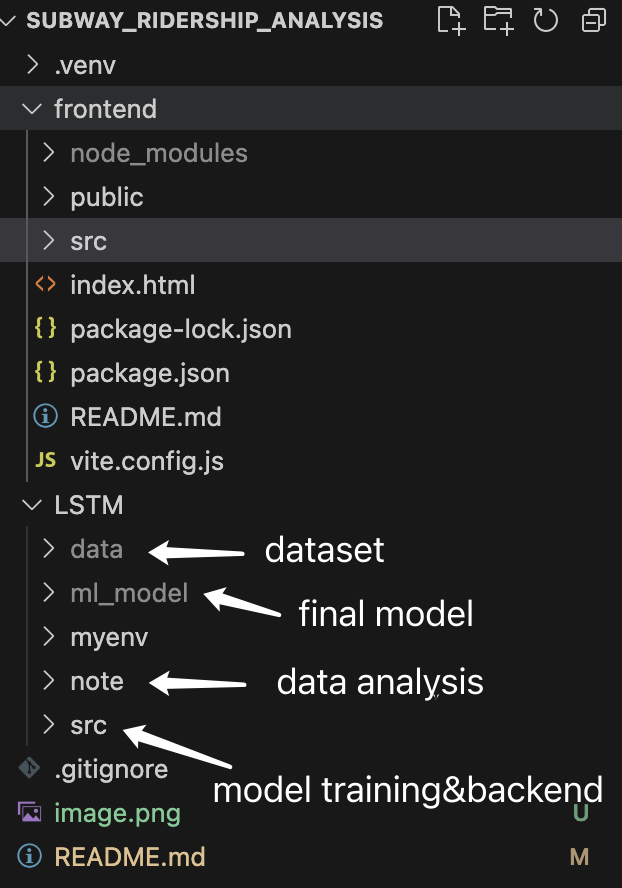 SUBWAY_RIDERSHIP_ANALYSIS
.venv
frontend
node_modules
public
src
index.html
{} package-lock.json
{} package.json
README.md
JS vite.config.js
LSTM
data dataset
ml_model
final model
myenv
note data analysis
src
.gitignore
model training&backend
image.png U
README.md M